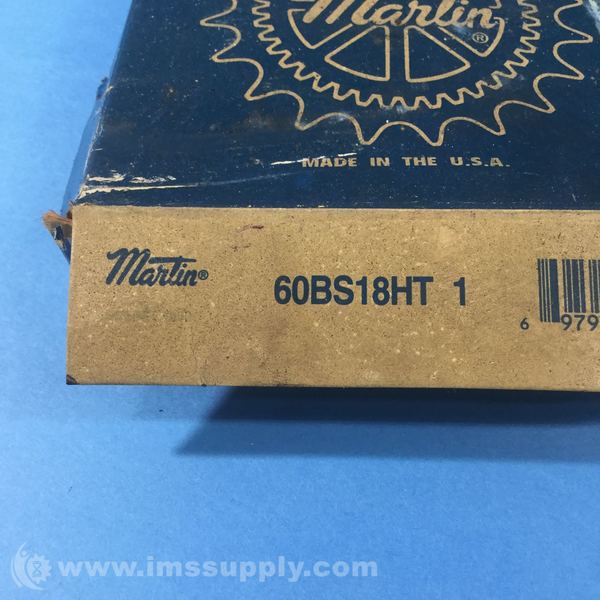 Martin®
MADE IN THE U.S.A.
Martin® 60BS18HT 1
6 979
www.imssupply.com